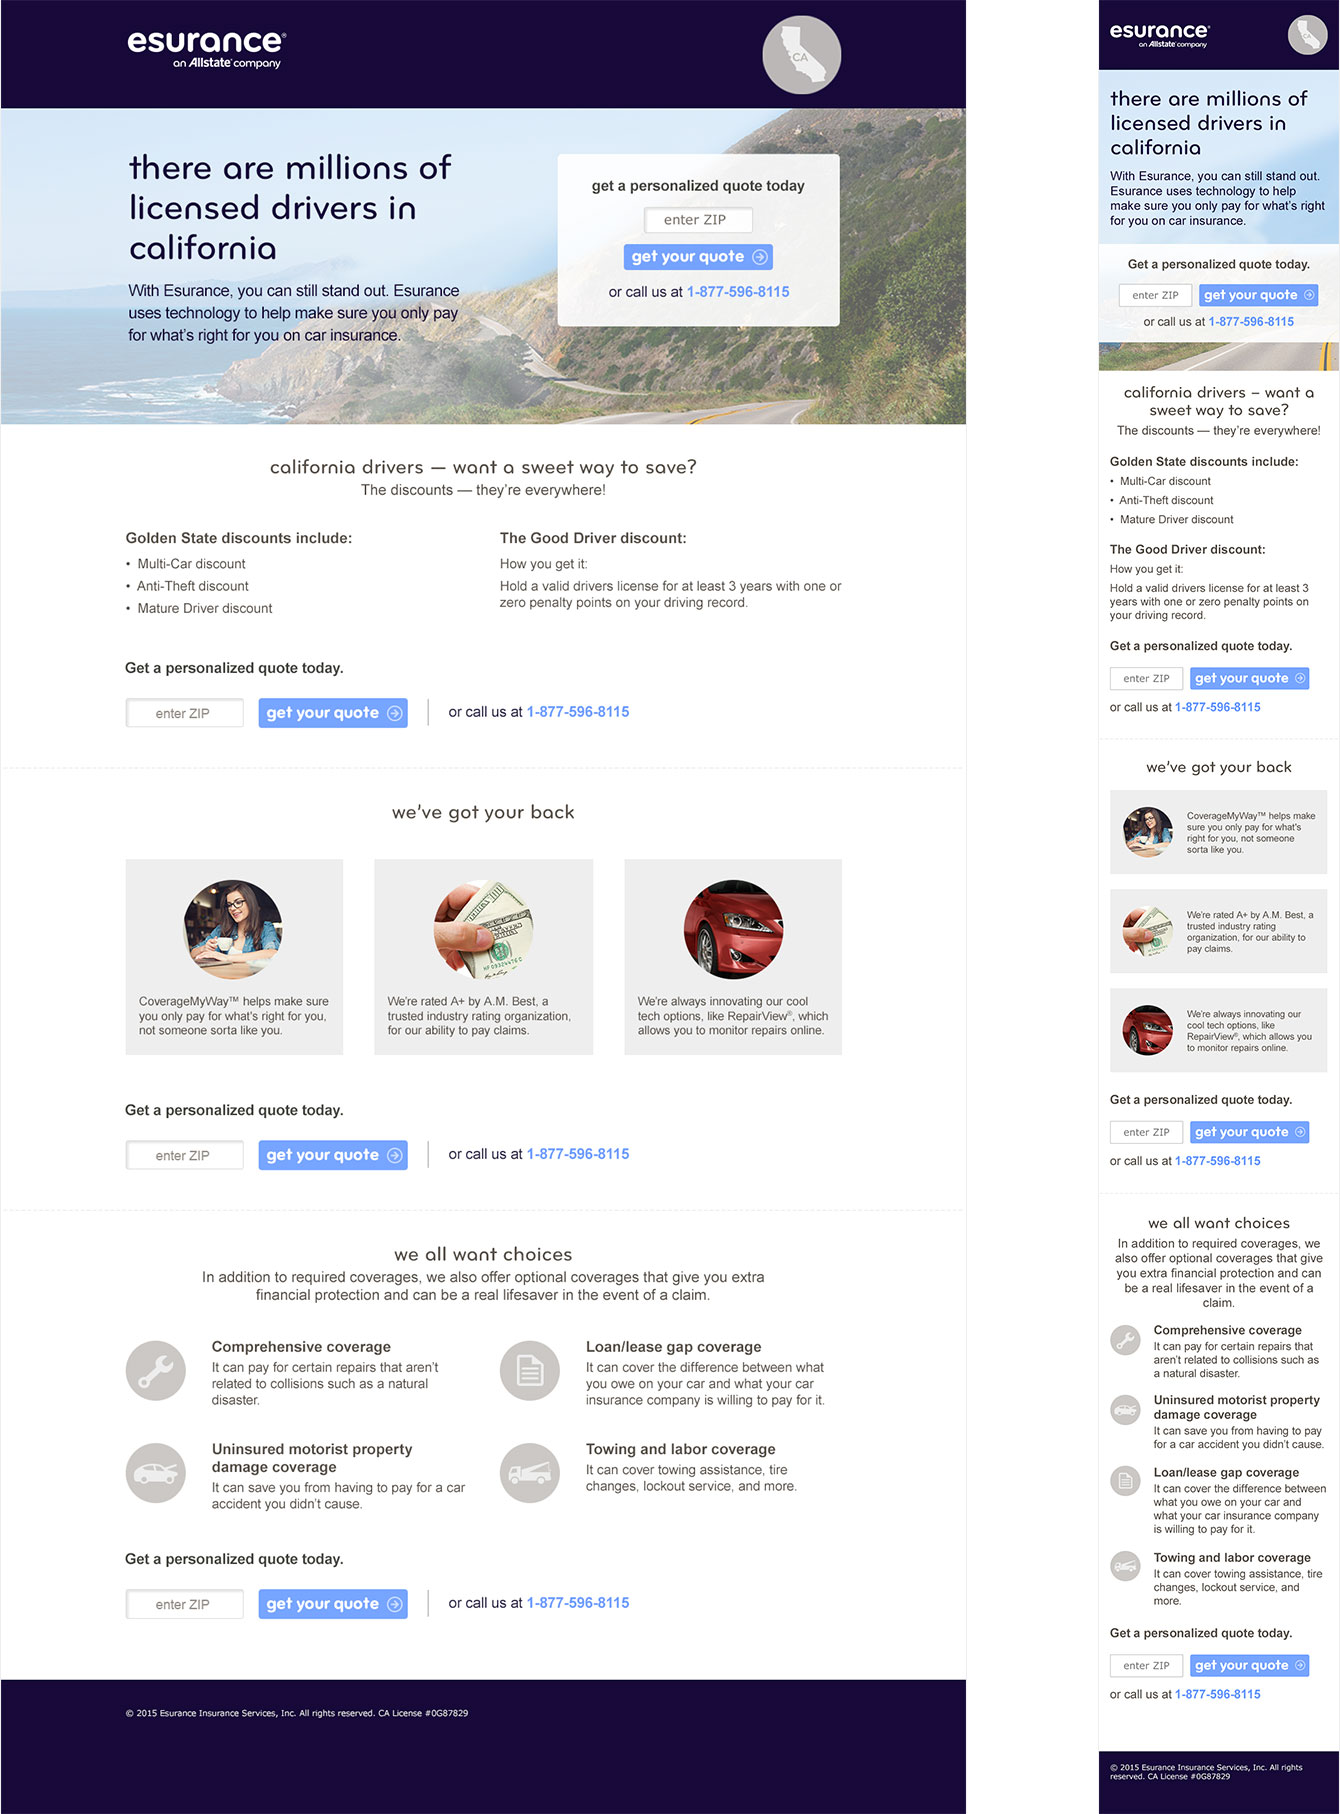 esurance®
an Allstate® company
CA
there are millions of
licensed drivers in
california
With Esurance, you can still stand out. Esurance
uses technology to help make sure you only pay
for what's right for you on car insurance.
get a personalized quote today
enter ZIP
get your quote
or call us at 1-877-596-8115
california drivers — want a sweet way to save?
The discounts — they're everywhere!
Golden State discounts include:
• Multi-Car discount
• Anti-Theft discount
• Mature Driver discount
The Good Driver discount:
How you get it:
Hold a valid drivers license for at least 3 years with one or
zero penalty points on your driving record.
Get a personalized quote today.
enter ZIP
get your quote
or call us at 1-877-596-8115
we've got your back
CoverageMyWay™ helps make sure
you only pay for what's right for you,
not someone sorta like you.
We're rated A+ by A.M. Best, a
trusted industry rating organization,
for our ability to pay claims.
We're always innovating our cool
tech options, like RepairView®, which
allows you to monitor repairs online.
Get a personalized quote today.
enter ZIP
get your quote
or call us at 1-877-596-8115
we all want choices
In addition to required coverages, we also offer optional coverages that give you extra
financial protection and can be a real lifesaver in the event of a claim.
Comprehensive coverage
It can pay for certain repairs that aren't
related to collisions such as a natural
disaster.
Loan/lease gap coverage
It can cover the difference between what
you owe on your car and what your car
insurance company is willing to pay for it.
Uninsured motorist property
damage coverage
It can save you from having to pay for a car
accident you didn't cause.
Towing and labor coverage
It can cover towing assistance, tire
changes, lockout service, and more.
Get a personalized quote today.
enter ZIP
get your quote
or call us at 1-877-596-8115
© 2015 Esurance Insurance Services, Inc. All rights reserved. CA License #0G87829
esurance®
an Allstate® company
CA
there are millions of
licensed drivers in
california
With Esurance, you can still stand out.
Esurance uses technology to help
make sure you only pay for what's right
for you on car insurance.
Get a personalized quote today.
enter ZIP
get your quote
or call us at 1-877-596-8115
california drivers – want a
sweet way to save?
The discounts — they're everywhere!
Golden State discounts include:
• Multi-Car discount
• Anti-Theft discount
• Mature Driver discount
The Good Driver discount:
How you get it:
Hold a valid drivers license for at least 3
years with one or zero penalty points on
your driving record.
Get a personalized quote today.
enter ZIP
get your quote
or call us at 1-877-596-8115
we've got your back
CoverageMyWay™ helps make
sure you only pay for what's
right for you, not someone
sorta like you.
We're rated A+ by A.M. Best, a
trusted industry rating
organization, for our ability to
pay claims.
We're always innovating our
cool tech options, like
RepairView®, which allows you
to monitor repairs online.
Get a personalized quote today.
enter ZIP
get your quote
or call us at 1-877-596-8115
we all want choices
In addition to required coverages, we
also offer optional coverages that give
you extra financial protection and can
be a real lifesaver in the event of a
claim.
Comprehensive coverage
It can pay for certain repairs that
aren't related to collisions such as
a natural disaster.
Uninsured motorist property
damage coverage
It can save you from having to pay
for a car accident you didn't cause.
Loan/lease gap coverage
It can cover the difference between
what you owe on your car and
what your car insurance company
is willing to pay for it.
Towing and labor coverage
It can cover towing assistance, tire
changes, lockout service, and
more.
Get a personalized quote today.
enter ZIP
get your quote
or call us at 1-877-596-8115
© 2015 Esurance Insurance Services, Inc. All rights
reserved. CA License #0G87829